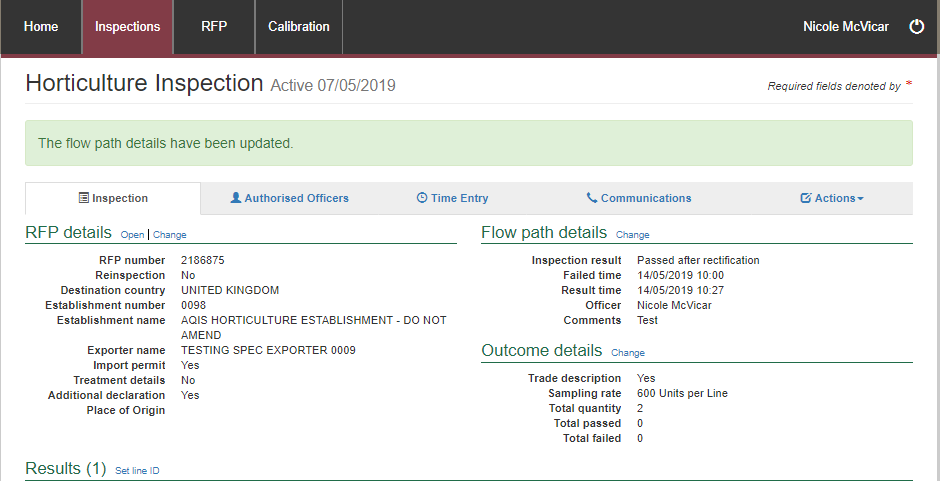 Home Inspections RFP Calibration Nicole McVicar
Horticulture Inspection Active 07/05/2019
Required fields denoted by *
The flow path details have been updated.
Inspection Authorised Officers Time Entry Communications Actions
RFP details Open | Change
RFP number 2186875
Reinspection No
Destination country UNITED KINGDOM
Establishment number 0098
Establishment name AQIS HORTICULTURE ESTABLISHMENT - DO NOT
AMEND
Exporter name TESTING SPEC EXPORTER 0009
Import permit Yes
Treatment details No
Additional declaration Yes
Place of Origin
Flow path details Change
Inspection result Passed after rectification
Failed time 14/05/2019 10:00
Result time 14/05/2019 10:27
Officer Nicole McVicar
Comments Test
Outcome details Change
Trade description Yes
Sampling rate 600 Units per Line
Total quantity 2
Total passed 0
Total failed 0
Results (1) Set line ID